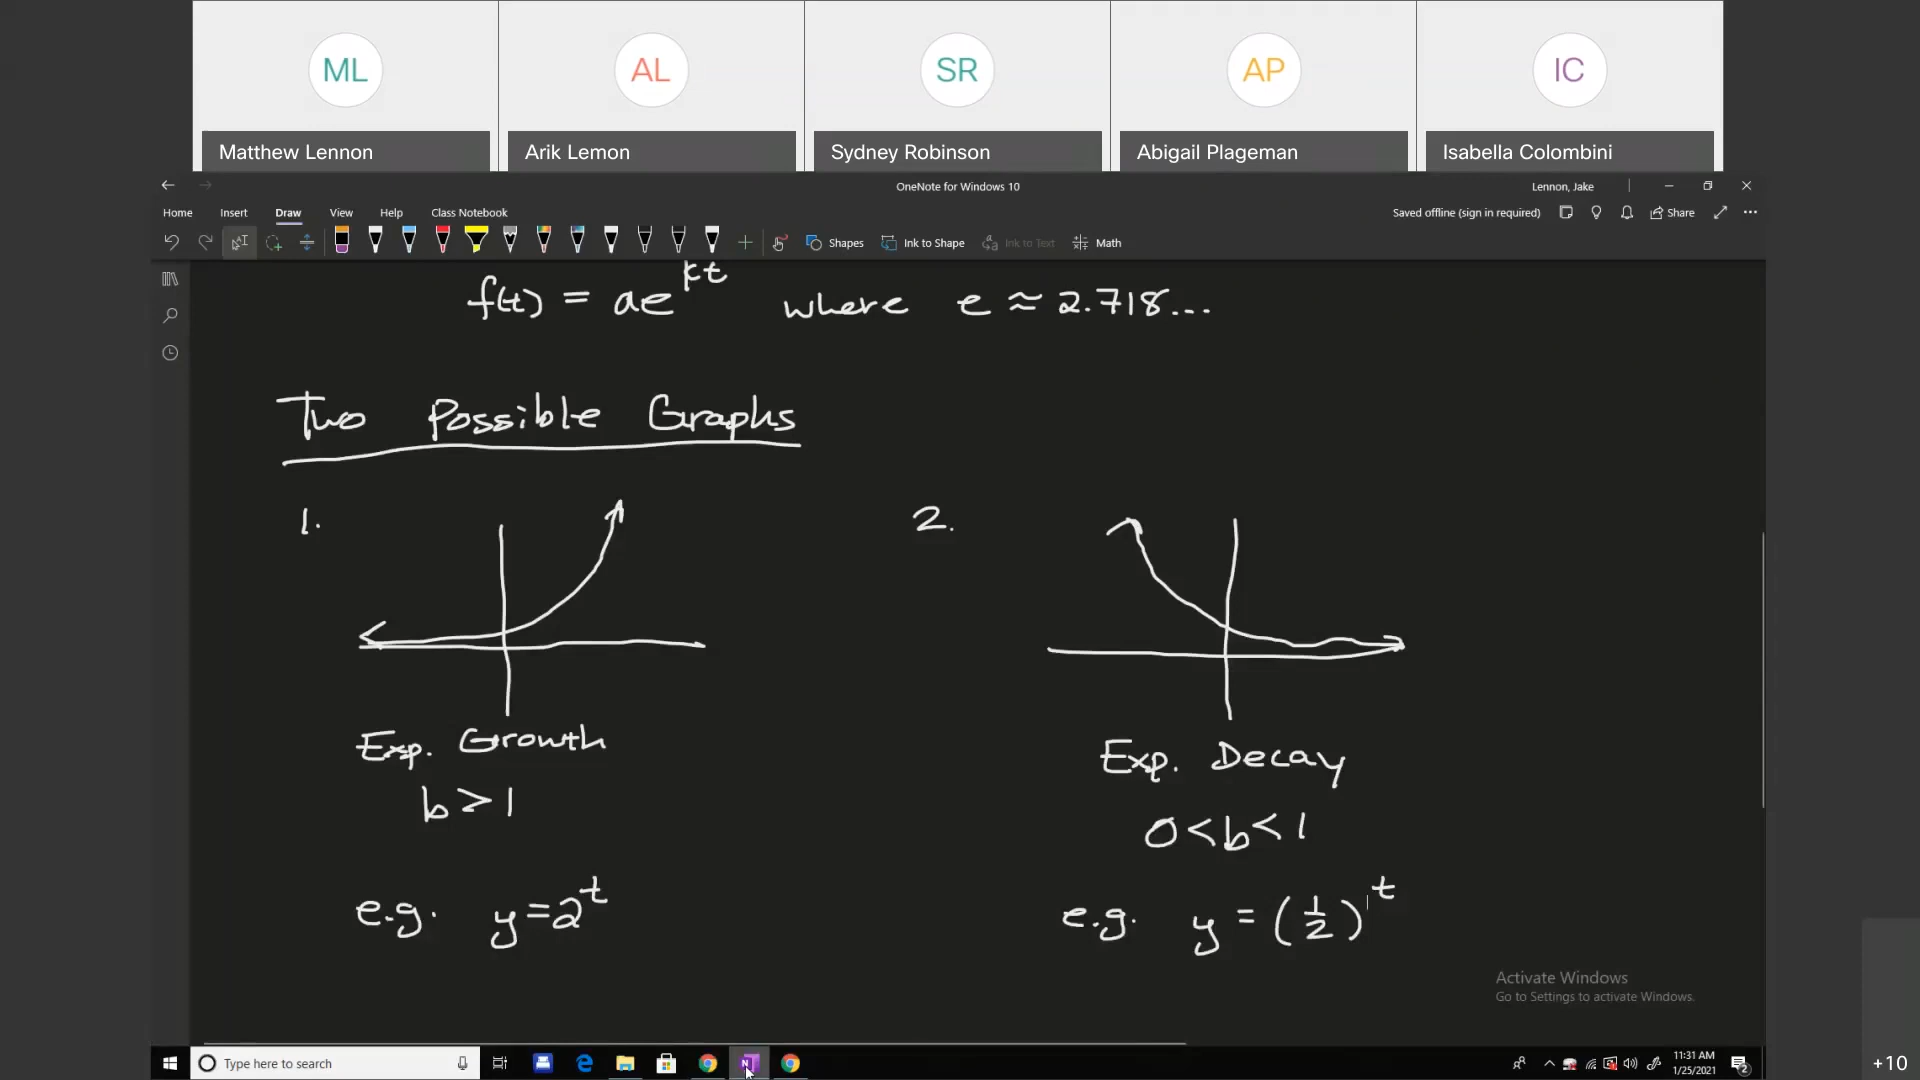 ML AL SR AP IC
Matthew Lennon Arik Lemon Sydney Robinson Abigail Plageman Isabella Colombini
OneNote for Windows 10 Lennon, Jake
Home Insert Draw View Help Class Notebook Saved offline (sign in required) Share
Shapes Ink to Shape Ink to Text Math
f(t) = ae^{kt} where e ≈ 2.718...
Two Possible Graphs
1. 2.
Exp. Growth Exp. Decay
b > 1 0 < b < 1
e.g. y = 2^t e.g. y = (1/2)^t
Activate Windows
Go to Settings to activate Windows.
Type here to search 11:31 AM
1/25/2021 2
+10